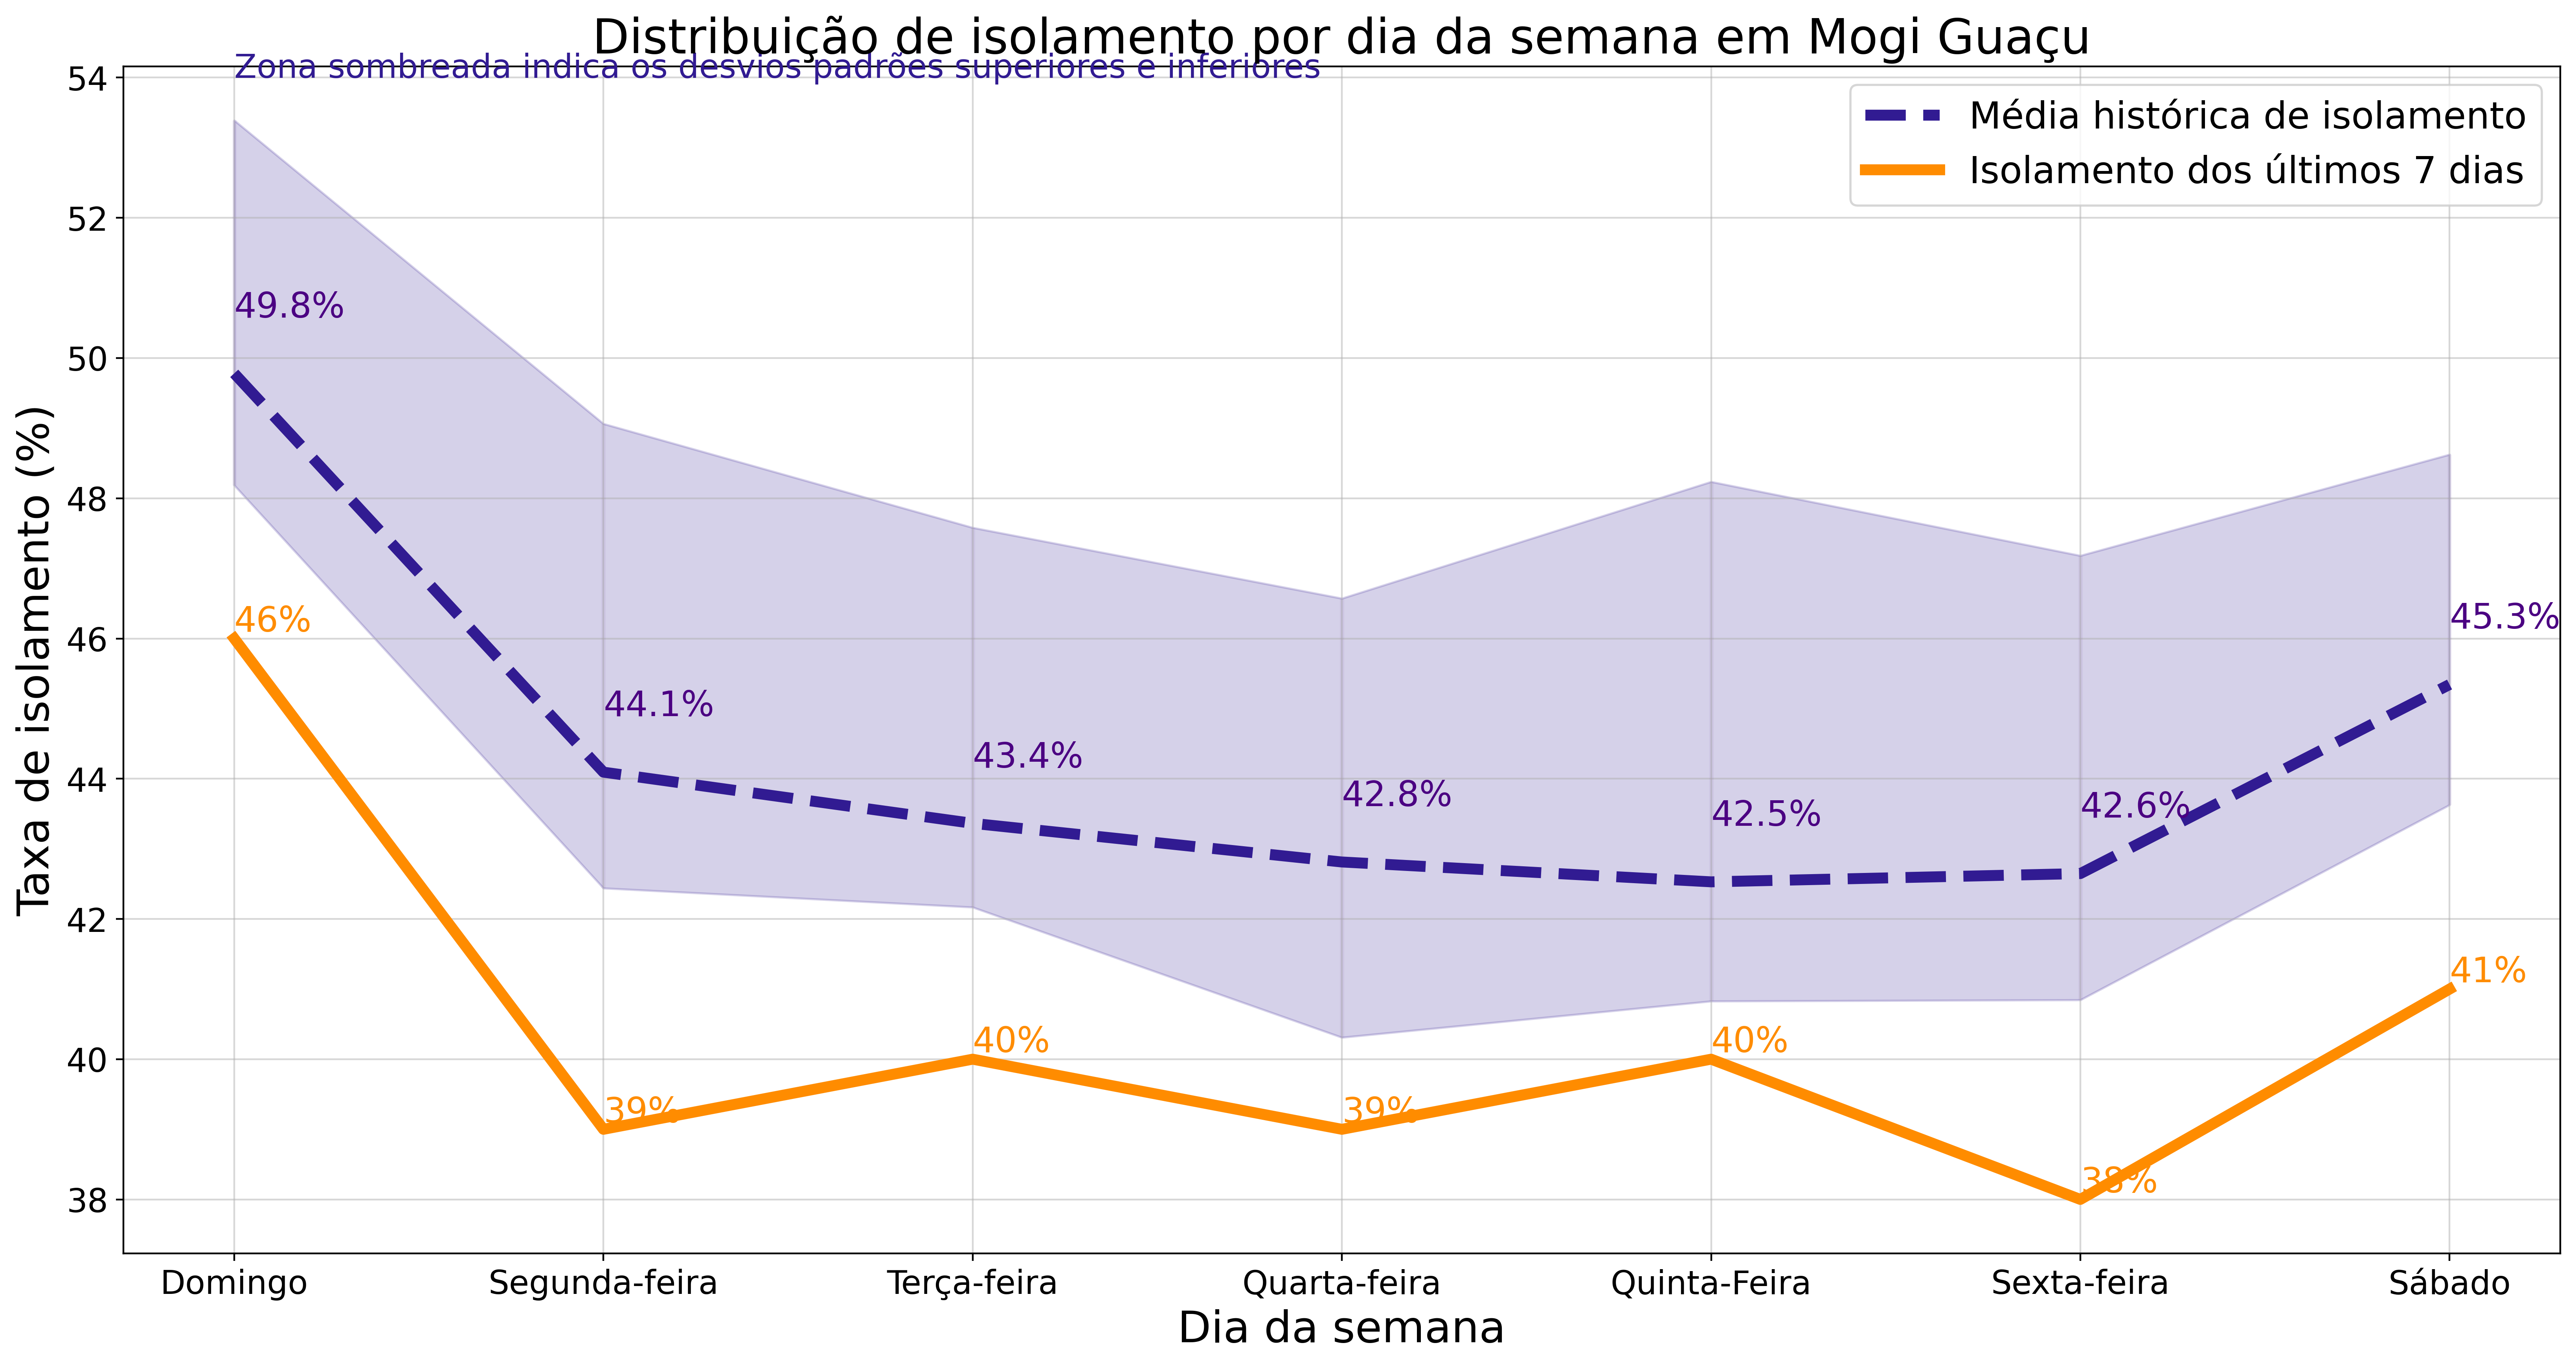 Distribuição de isolamento por dia da semana em Mogi Guaçu
Zona sombreada indica os desvios padrões superiores e inferiores
Média histórica de isolamento
Isolamento dos últimos 7 dias
Taxa de isolamento (%)
54
52
50
48
46
44
42
40
38
49.8%
44.1%
43.4%
42.8%
42.5%
42.6%
45.3%
46%
39%
40%
39%
40%
38%
41%
Domingo
Segunda-feira
Terça-feira
Quarta-feira
Quinta-Feira
Sexta-feira
Sábado
Dia da semana